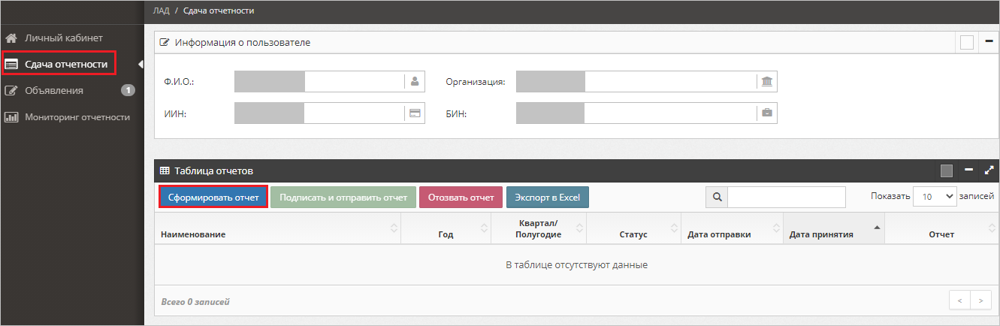 ЛАД / Сдача отчетности
Личный кабинет
Сдача отчетности
Объявления 1
Мониторинг отчетности
Информация о пользователе
Ф.И.О.: Организация:
ИИН: БИН:
Таблица отчетов
Сформировать отчет Подписать и отправить отчет Отозвать отчет Экспорт в Excel Показать 10 записей
Наименование Год Квартал/ Полугодие Статус Дата отправки Дата принятия Отчет
В таблице отсутствуют данные
Всего 0 записей < >